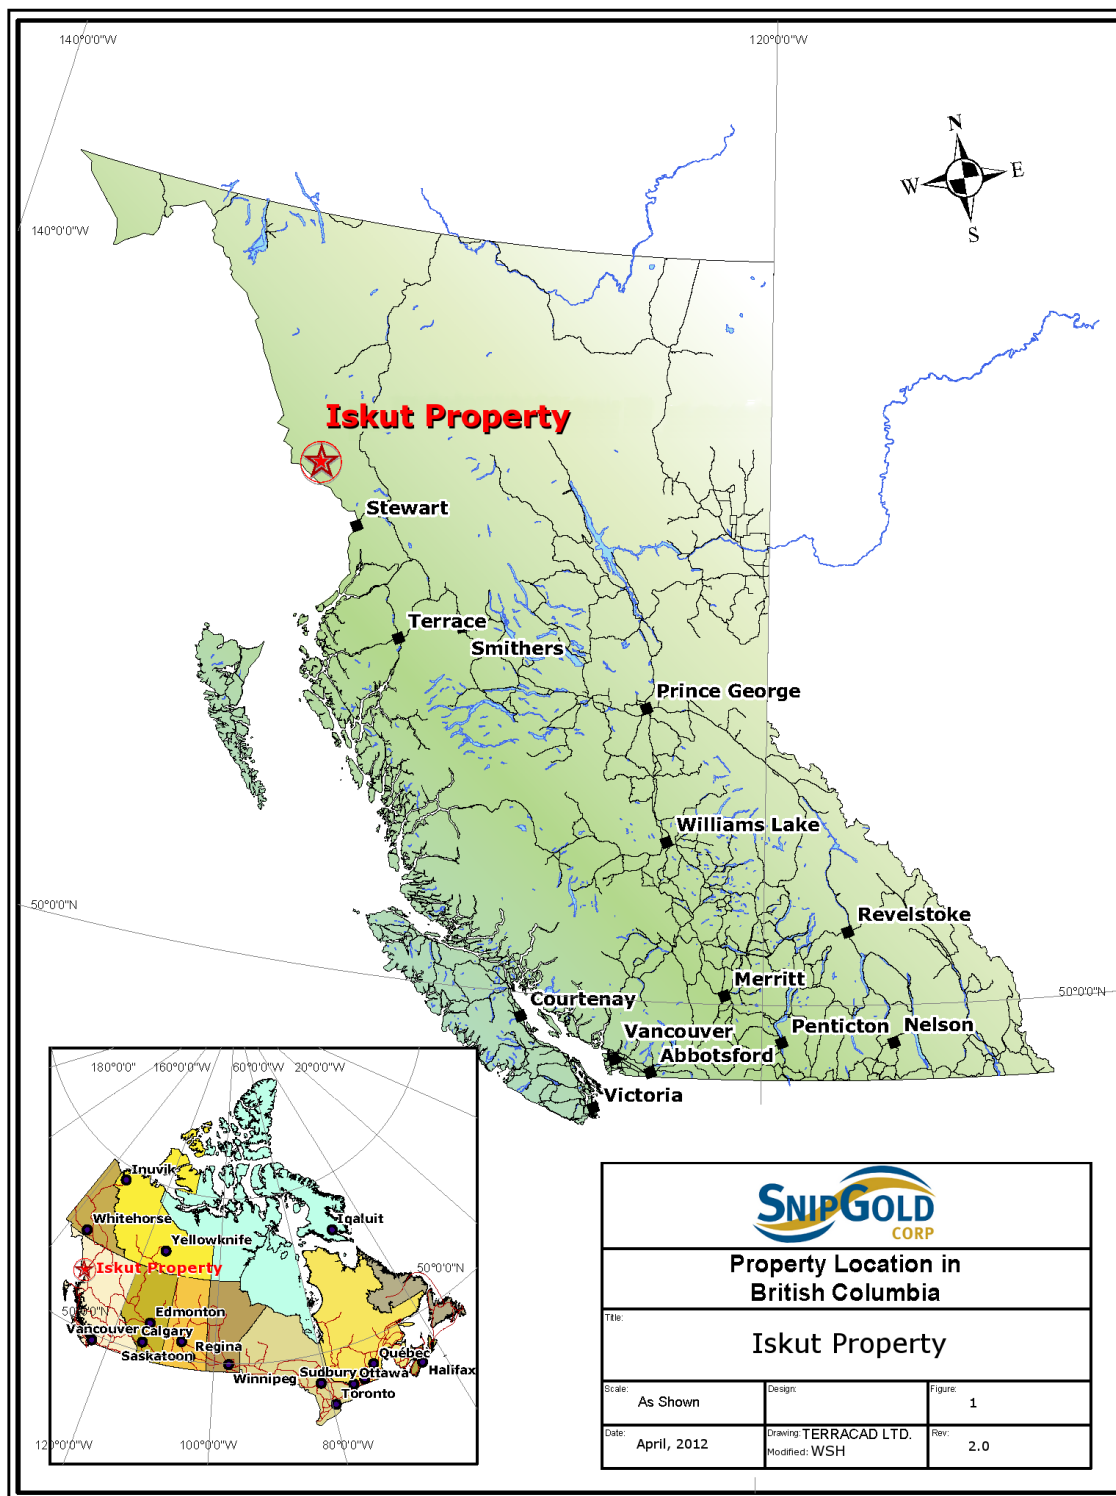 140°0'0"W
120°0'0"W
N
W
E
S
140°0'0"W
Iskut Property
Stewart
Terrace
Smithers
Prince George
Williams Lake
50°0'0"N
Revelstoke
Merritt
50°0'0"N
Courtenay
Vancouver
Penticton
Nelson
Abbotsford
Victoria
180°0'0"
160°0'0"W
60°0'0"W
20°0'0"W
Inuvik
Whitehorse
Iqaluit
Yellowknife
Iskut Property
50°0'0"N
50°0'0"N
Edmonton
Vancouver
Calgary
Regina
Saskatoon
Québec
Winnipeg
Sudbury
Ottawa
Halifax
Toronto
120°0'0"W
100°0'0"W
80°0'0"W
SNIPGOLD
CORP
Property Location in
British Columbia
Title:
Iskut Property
Scale:
As Shown
Design:
Figure:
1
Date:
April, 2012
Drawing: TERRACAD LTD.
Modified: WSH
Rev:
2.0